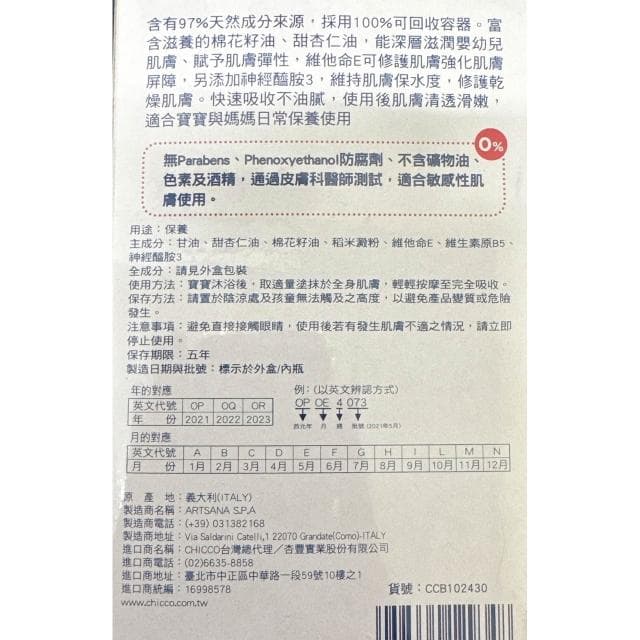 含有97%天然成分來源，採用100%可回收容器。富
含滋養的棉花籽油、甜杏仁油，能深層滋潤嬰幼兒
肌膚、賦予肌膚彈性，維他命E可修護肌膚強化肌膚
屏障，另添加神經醯胺3，維持肌膚保水度，修護乾
燥肌膚。快速吸收不油膩，使用後肌膚清透滑嫩，
適合寶寶與媽媽日常保養使用
0%
無Parabens、Phenoxyethanol防腐劑、不含礦物油、
色素及酒精，通過皮膚科醫師測試，適合敏感性肌
膚使用。
用途：保養
主成分：甘油、甜杏仁油、棉花籽油、稻米澱粉、維他命E、維生素原B5、
神經醯胺3
全成分：請見外盒包裝
使用方法：寶寶沐浴後，取適量塗抹於全身肌膚，輕輕按摩至完全吸收。
保存方法：請置於陰涼處及孩童無法觸及之高度，以避免產品變質或危險
發生。
注意事項：避免直接接觸眼睛，使用後若有發生肌膚不適之情況，請立即
停止使用。
保存期限：五年
製造日期與批號：標示於外盒/內瓶
年的對應
英文代號 OP OQ OR
年 份 2021 2022 2023
例：(以英文辨認方式)
OP OE 4 073
西元年 月 週 批號 (2021年5月)
月的對應
英文代號 A B C D E F G H I L M N
月 份 1月 2月 3月 4月 5月 6月 7月 8月 9月 10月 11月 12月
原 產 地：義大利(ITALY)
製造商名稱：ARTSANA S.P.A
製造商電話：(+39) 031382168
製造商地址：Via Saldarini Catelli,1 22070 Grandate(Como)-ITALY
進口商名稱：CHICCO台灣總代理／杏豐實業股份有限公司
進口商電話：(02)6635-8858
進口商地址：臺北市中正區中華路一段59號10樓之1
進口商統編：16998578
www.chicco.com.tw
貨號：CCB102430